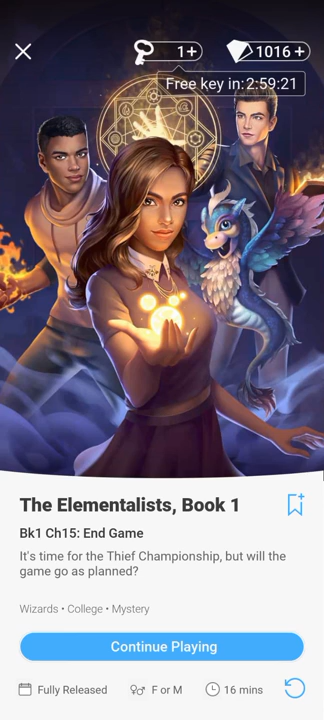 1 +
1016 +
Free key in:2:59:21
The Elementalists, Book 1
Bk1 Ch15: End Game
It's time for the Thief Championship, but will the
game go as planned?
Wizards • College • Mystery
Continue Playing
Fully Released
F or M
16 mins